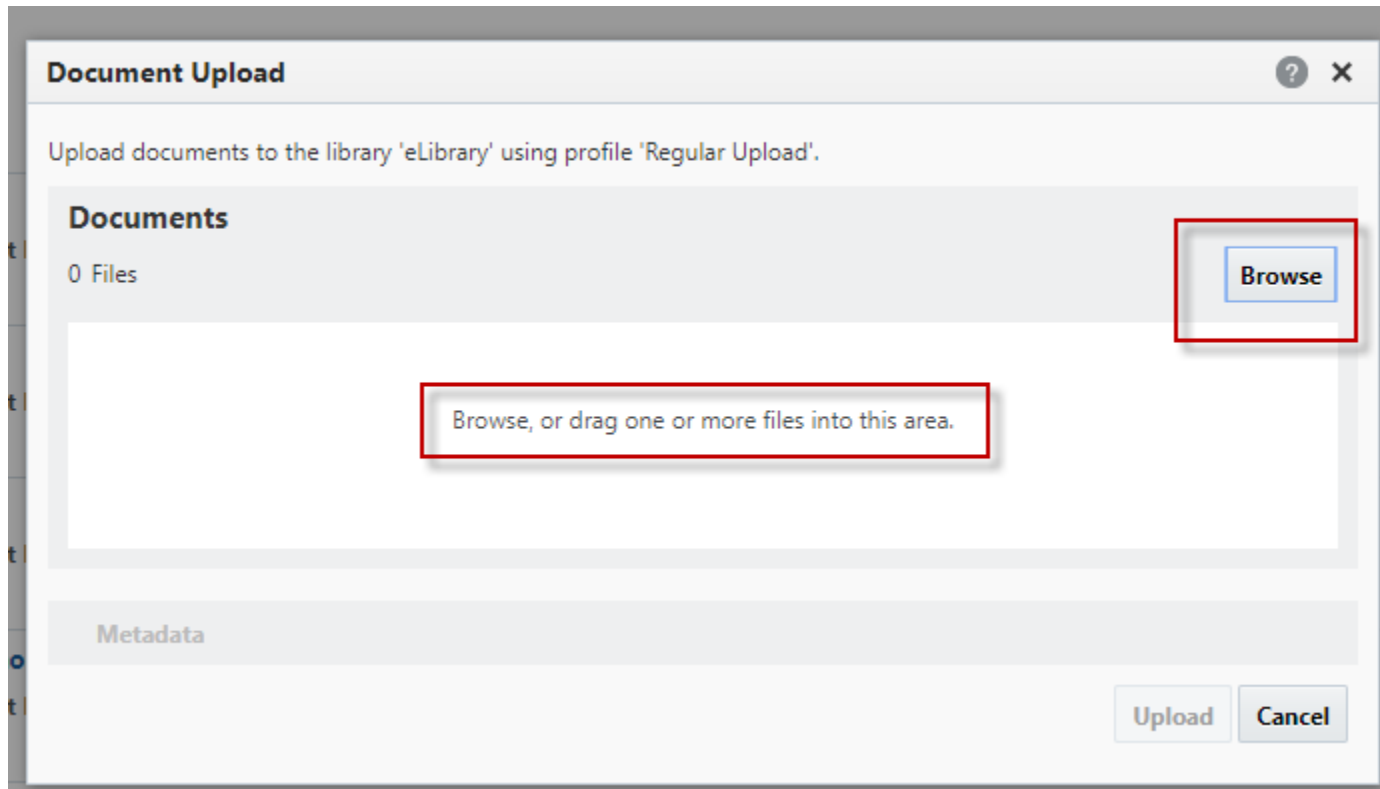 Document Upload
Upload documents to the library 'eLibrary' using profile 'Regular Upload'.
Documents
0 Files
Browse
Browse, or drag one or more files into this area.
Metadata
Upload Cancel